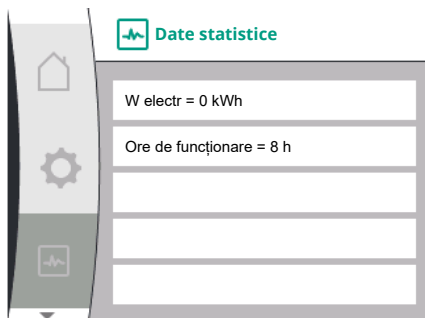 Date statistice
W electr = 0 kWh
Ore de funcționare = 8 h